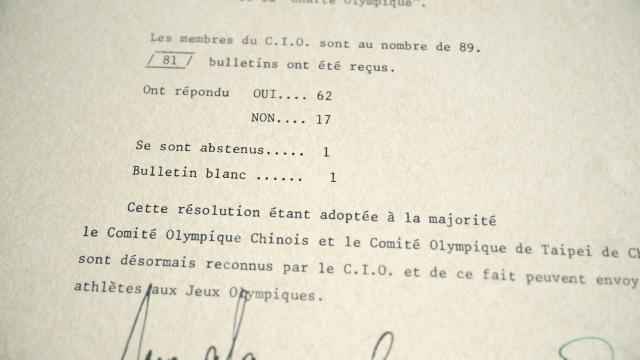 "Charte Olympique".
Les membres du C.I.O. sont au nombre de 89.
/ 81 / bulletins ont été reçus.
Ont répondu OUI.... 62
NON.... 17
Se sont abstenus..... 1
Bulletin blanc ...... 1
Cette résolution étant adoptée à la majorité
le Comité Olympique Chinois et le Comité Olympique de Taipei de
sont désormais reconnus par le C.I.O. et de ce fait peuvent
athlètes aux Jeux Olympiques.